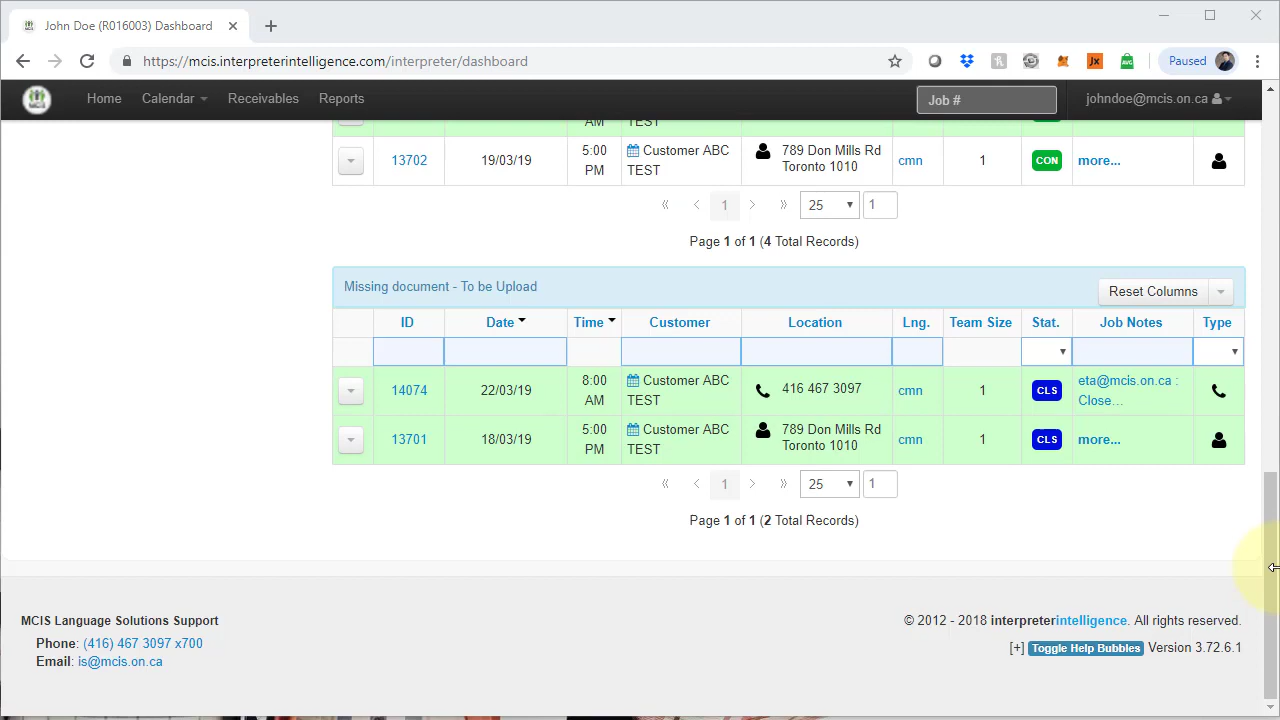 John Doe (R016003) Dashboard
https://mcis.interpreterintelligence.com/interpreter/dashboard
Paused
Home Calendar Receivables Reports Job # johndoe@mcis.on.ca
AM TEST
13702 19/03/19 5:00 PM Customer ABC TEST 789 Don Mills Rd Toronto 1010 cmn 1 CON more...
« ‹ 1 › » 25 1
Page 1 of 1 (4 Total Records)
Missing document - To be Upload Reset Columns
ID Date Time Customer Location Lng. Team Size Stat. Job Notes Type
14074 22/03/19 8:00 AM Customer ABC TEST 416 467 3097 cmn 1 CLS eta@mcis.on.ca : Close...
13701 18/03/19 5:00 PM Customer ABC TEST 789 Don Mills Rd Toronto 1010 cmn 1 CLS more...
« ‹ 1 › » 25 1
Page 1 of 1 (2 Total Records)
MCIS Language Solutions Support
Phone: (416) 467 3097 x700
Email: is@mcis.on.ca
© 2012 - 2018 interpreterintelligence. All rights reserved.
[+] Toggle Help Bubbles Version 3.72.6.1